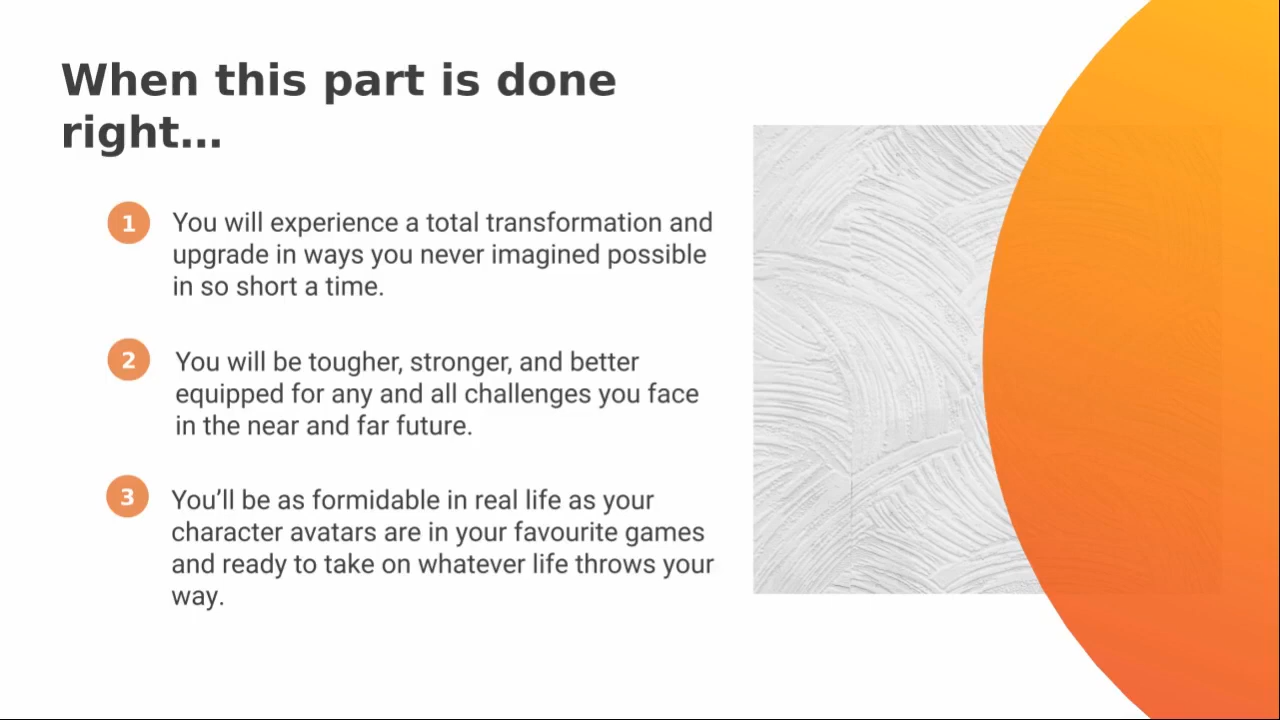 When this part is done
right…
1
You will experience a total transformation and
upgrade in ways you never imagined possible
in so short a time.
2
You will be tougher, stronger, and better
equipped for any and all challenges you face
in the near and far future.
3
You’ll be as formidable in real life as your
character avatars are in your favourite games
and ready to take on whatever life throws your
way.